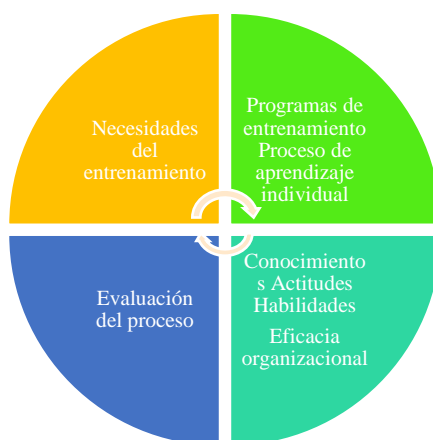 Necesidades
del
entrenamiento
Programas de
entrenamiento
Proceso de
aprendizaje
individual
Evaluación
del proceso
Conocimiento
s Actitudes
Habilidades
Eficacia
organizacional